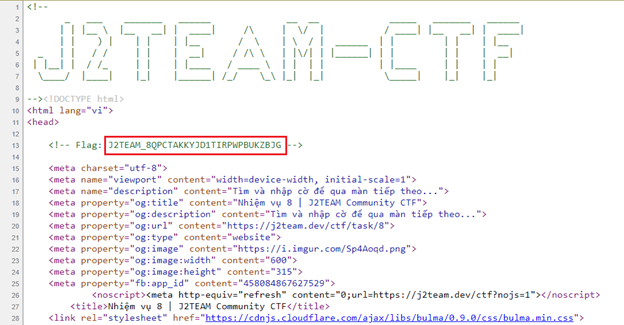 1 <!--
2
3
4
5
6
7
8
9 --><!DOCTYPE html>
10 <html lang="vi">
11 <head>
12
13 <!-- Flag: J2TEAM_8QPCTAKKYJD1TIRPWPBUKZBJG -->
14
15 <meta charset="utf-8">
16 <meta name="viewport" content="width=device-width, initial-scale=1">
17 <meta name="description" content="Tìm và nhập cờ để qua màn tiếp theo...">
18 <meta property="og:title" content="Nhiệm vụ 8 | J2TEAM Community CTF">
19 <meta property="og:description" content="Tìm và nhập cờ để qua màn tiếp theo...">
20 <meta property="og:url" content="https://j2team.dev/ctf/task/8">
21 <meta property="og:type" content="website">
22 <meta property="og:image" content="https://i.imgur.com/Sp4Aoqd.png">
23 <meta property="og:image:width" content="600">
24 <meta property="og:image:height" content="315">
25 <meta property="fb:app_id" content="458084867627529">
26 <noscript><meta http-equiv="refresh" content="0;url=https://j2team.dev/ctf?nojs=1"></noscript>
27 <title>Nhiệm vụ 8 | J2TEAM Community CTF</title>
28 <link rel="stylesheet" href="https://cdnjs.cloudflare.com/ajax/libs/bulma/0.9.0/css/bulma.min.css">